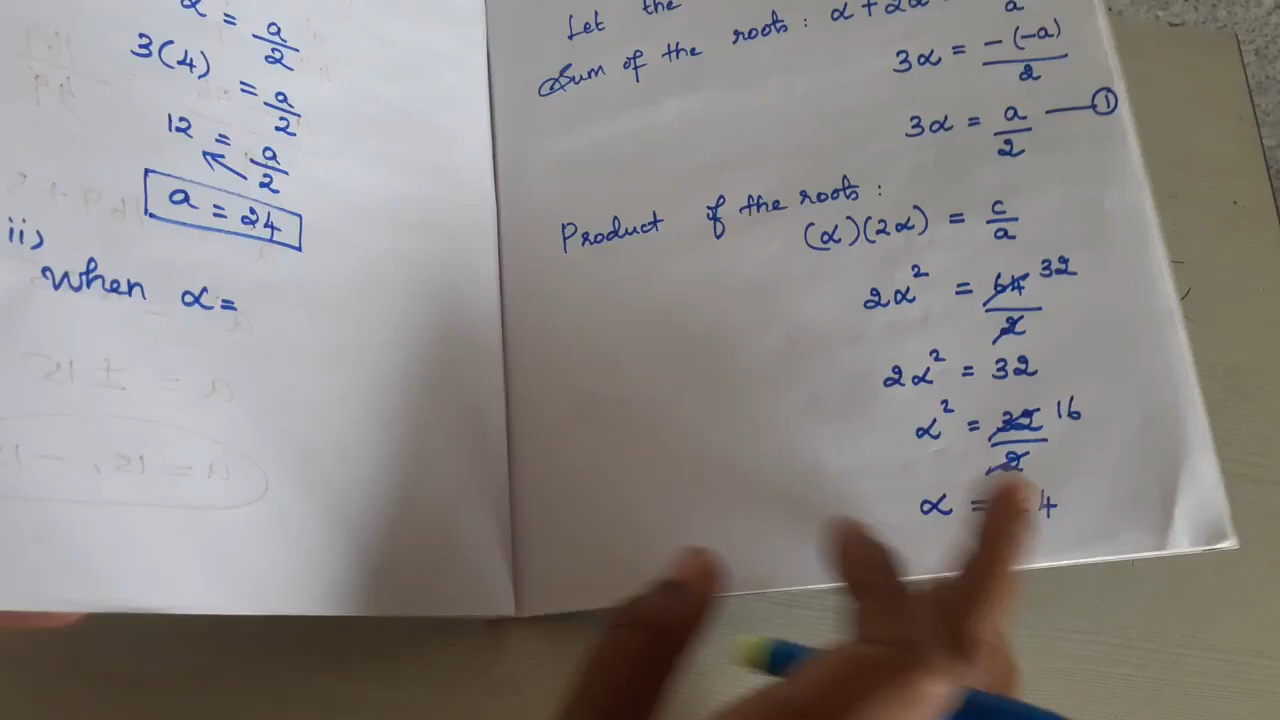 α = a/2
3(4) = a/2
12 = a/2
a = 24
ii)
When α =
Let the
Sum of the roots : α + 2α
a
3α = -(-a)/2
3α = a/2 — ①
Product of the roots :
(α)(2α) = c/a
2α² = 64/2 32
2α² = 32
α² = 32/2 16
α = 4